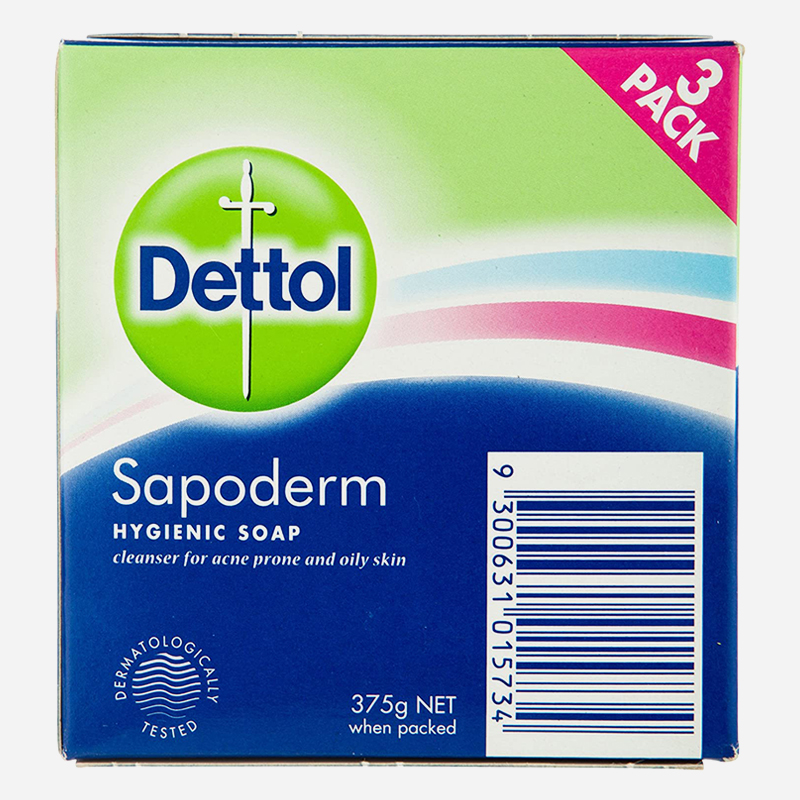 3
PACK
Dettol
Sapoderm
HYGIENIC SOAP
cleanser for acne prone and oily skin
DERMATOLOGICALLY
TESTED
375g NET
when packed
9 300631 015734